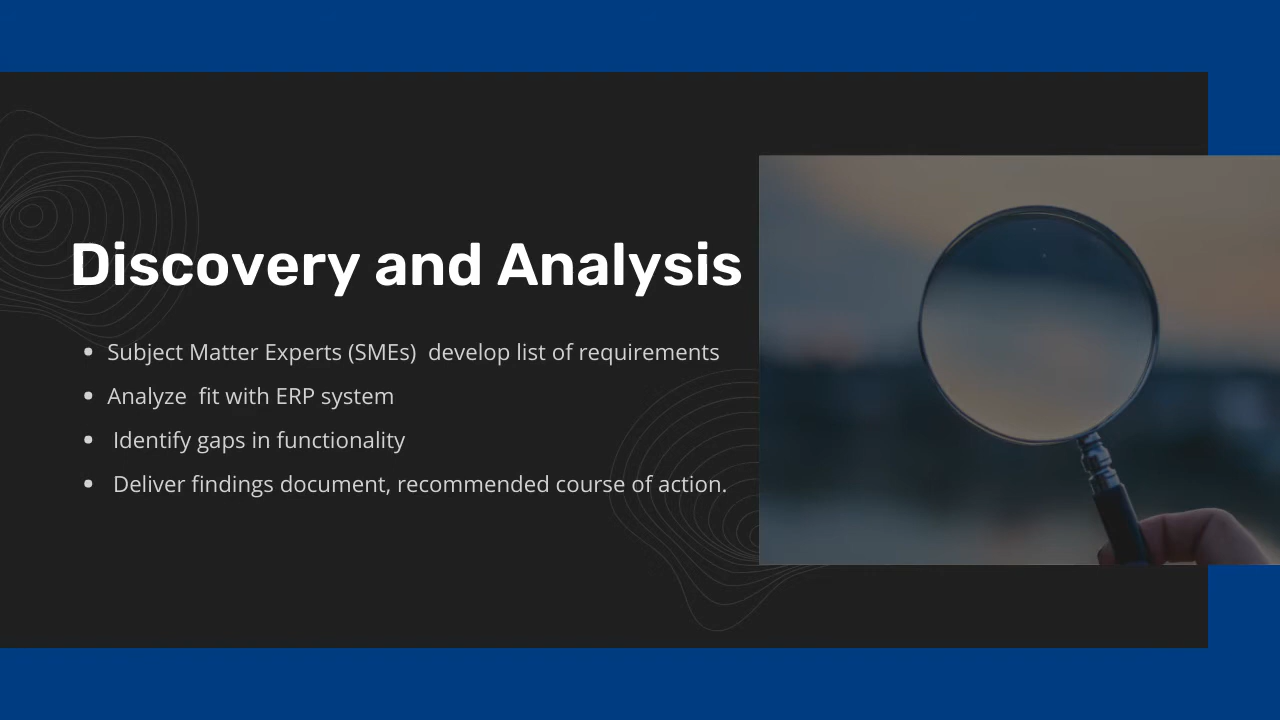 Discovery and Analysis
• Subject Matter Experts (SMEs)  develop list of requirements
• Analyze  fit with ERP system
•  Identify gaps in functionality
•  Deliver findings document, recommended course of action.